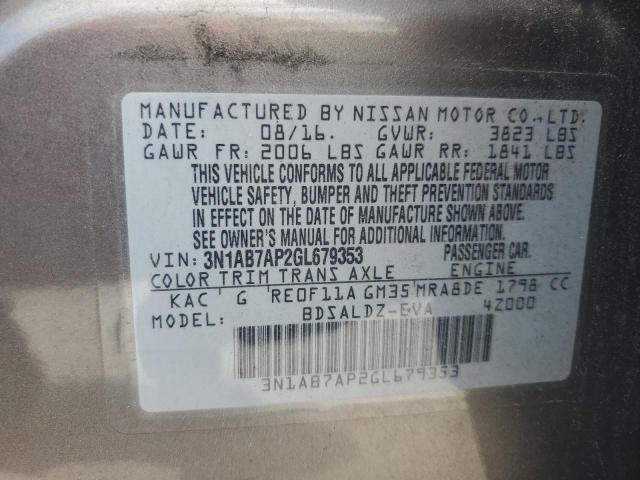 MANUFACTURED BY NISSAN MOTOR CO.,LTD.
DATE: 08/16. GVWR: 3823 LBS
GAWR FR: 2006 LBS GAWR RR: 1841 LBS
THIS VEHICLE CONFORMS TO ALL APPLICABLE FEDERAL MOTOR
VEHICLE SAFETY, BUMPER AND THEFT PREVENTION STANDARDS
IN EFFECT ON THE DATE OF MANUFACTURE SHOWN ABOVE.
SEE OWNER'S MANUAL FOR ADDITIONAL INFORMATION.
VIN: 3N1AB7AP2GL679353 PASSENGER CAR.
COLOR TRIM TRANS AXLE ENGINE
KAC G RE0F11A GM35 MRA8DE 1798 CC
MODEL: BDSALDZ-EVA 4Z000
3N1AB7AP2GL679353